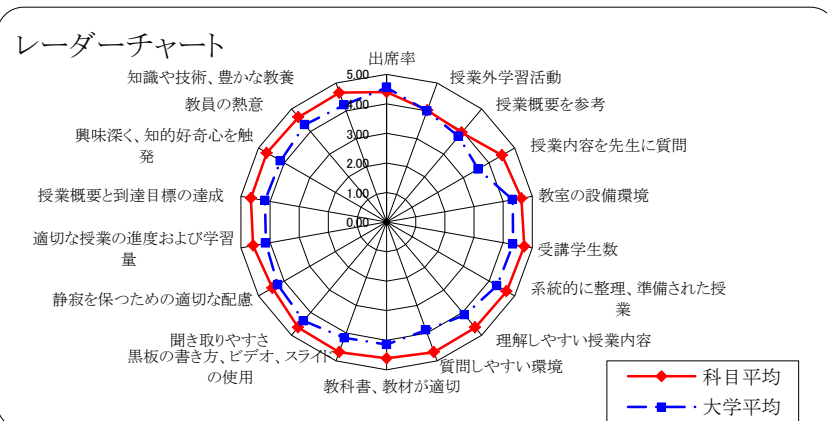 レーダーチャート
出席率
授業外学習活動
授業概要を参考
授業内容を先生に質問
教室の設備環境
受講学生数
系統的に整理、準備された授
業
理解しやすい授業内容
質問しやすい環境
教科書、教材が適切
黒板の書き方、ビデオ、スライド
の使用
聞き取りやすさ
静寂を保つための適切な配慮
適切な授業の進度および学習
量
授業概要と到達目標の達成
興味深く、知的好奇心を触
発
教員の熱意
知識や技術、豊かな教養
5.00
4.00
3.00
2.00
1.00
0.00
科目平均
大学平均